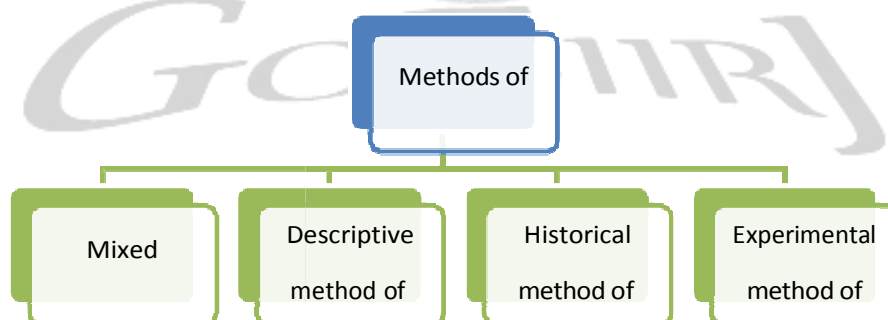 Methods of
Mixed
Descriptive
method of
Historical
method of
Experimental
method of